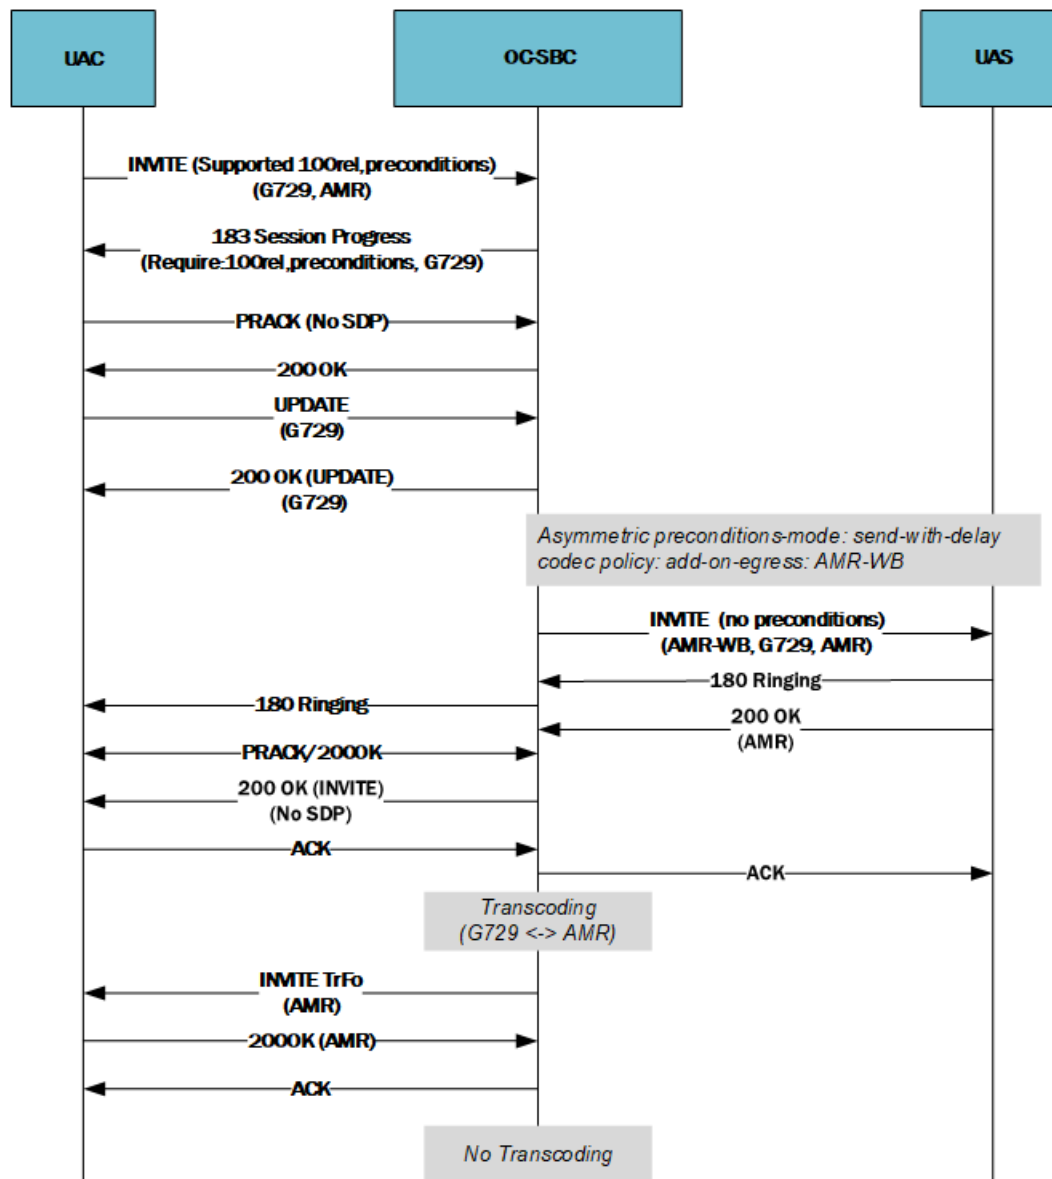 UAC
OC-SBC
UAS
INVITE (Supported 100rel,preconditions)
(G729, AMR)
183 Session Progress
(Require:100rel,preconditions, G729)
PRACK (No SDP)
200 OK
UPDATE
(G729)
200 OK (UPDATE)
(G729)
Asymmetric preconditions-mode: send-with-delay
codec policy: add-on-egress: AMR-WB
INVITE (no preconditions)
(AMR-WB, G729, AMR)
180 Ringing
180 Ringing
200 OK
(AMR)
PRACK/200OK
200 OK (INVITE)
(No SDP)
ACK
ACK
Transcoding
(G729 <-> AMR)
INVITE TrFo
(AMR)
200OK (AMR)
ACK
No Transcoding